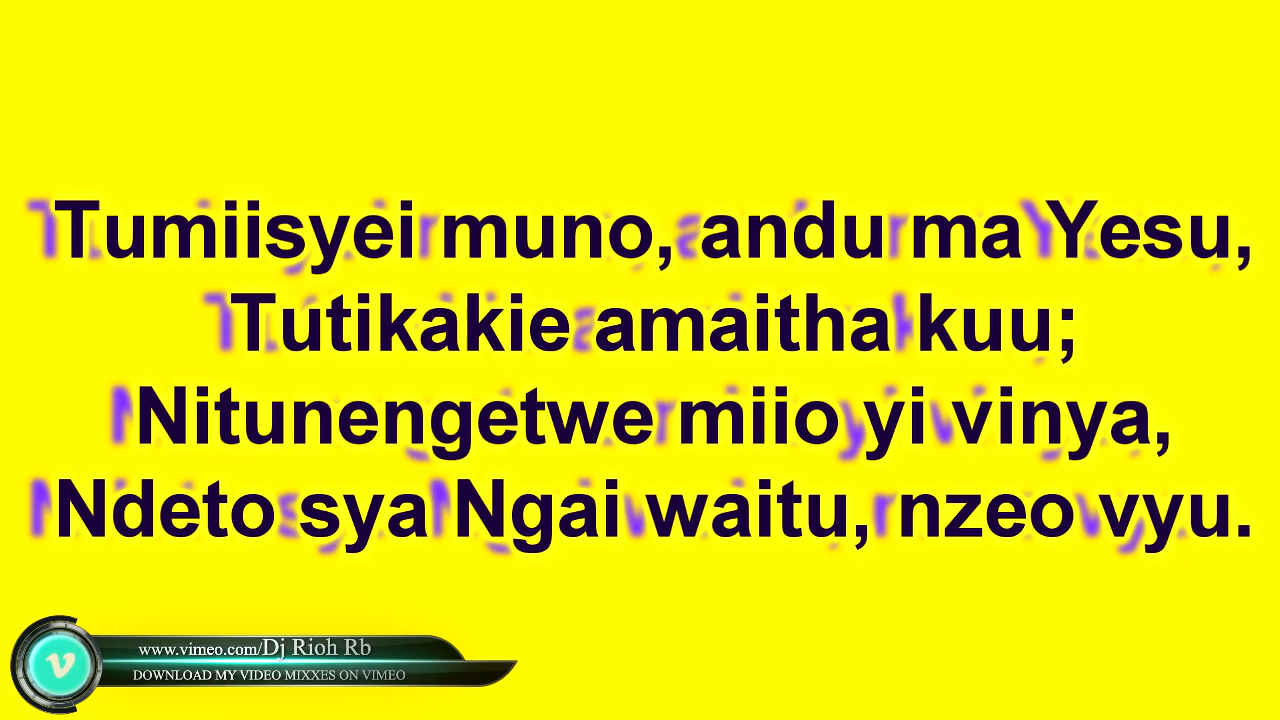 Tumiisyei muno, andu ma Yesu,
Tutikakie amaitha kuu;
Nitunengetwe miio yi vinya,
Ndeto sya Ngai waitu, nzeo vyu.
www.vimeo.com/Dj Rioh Rb
DOWNLOAD MY VIDEO MIXXES ON VIMEO